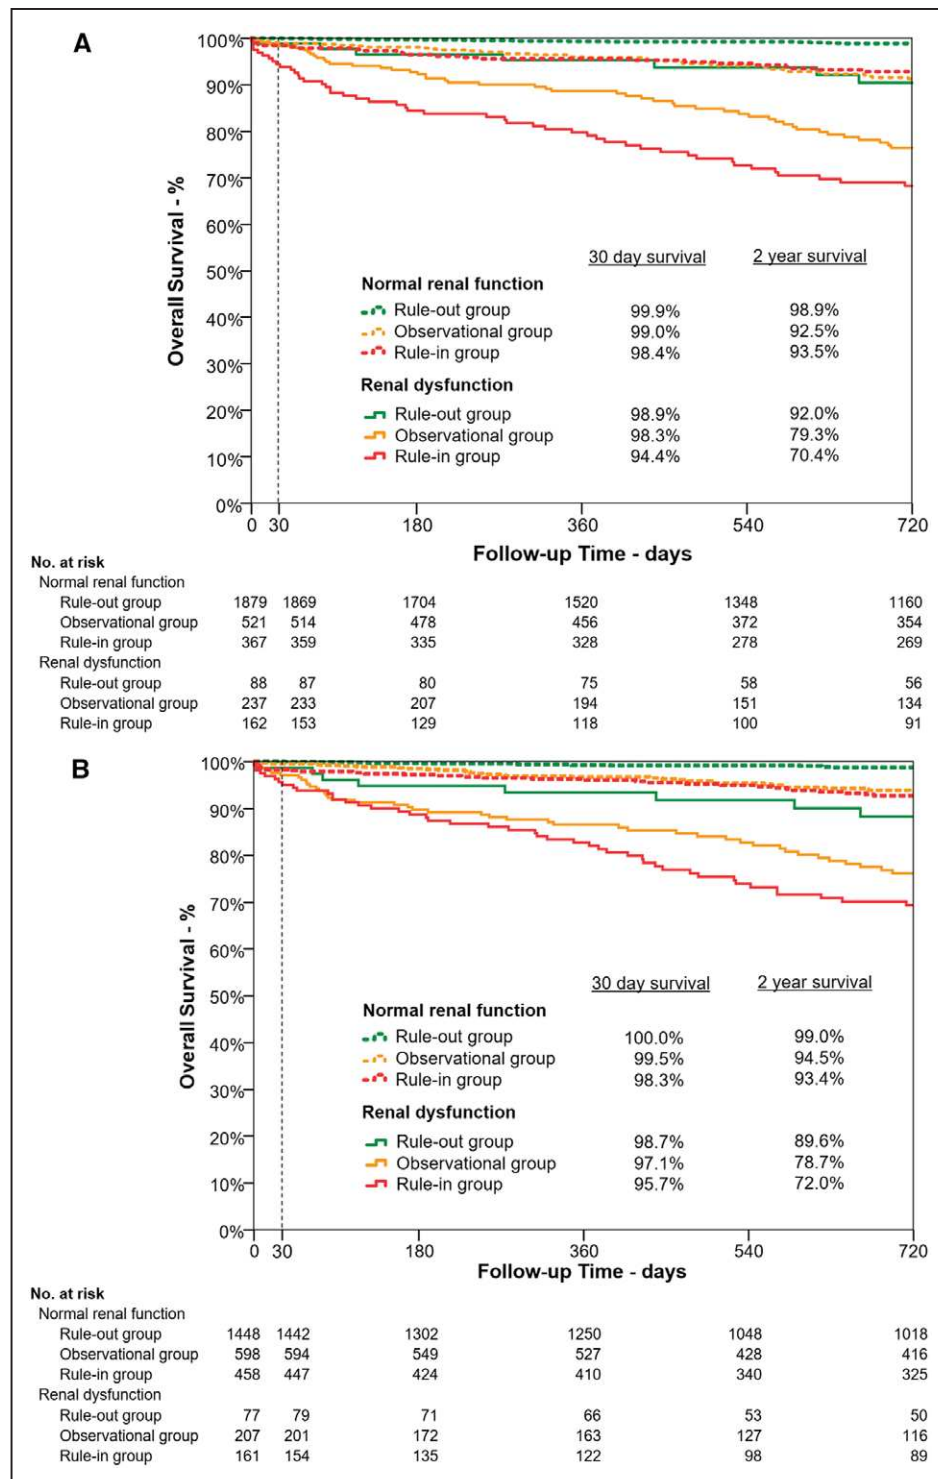 A
100%
90%
80%
70%
60%
50%
40%
30%
20%
10%
0%
Overall Survival - %
30 day survival 2 year survival
Normal renal function
Rule-out group 99.9% 98.9%
Observational group 99.0% 92.5%
Rule-in group 98.4% 93.5%
Renal dysfunction
Rule-out group 98.9% 92.0%
Observational group 98.3% 79.3%
Rule-in group 94.4% 70.4%
0 30 180 360 540 720
Follow-up Time - days
No. at risk
Normal renal function
Rule-out group 1879 1869 1704 1520 1348 1160
Observational group 521 514 478 456 372 354
Rule-in group 367 359 335 328 278 269
Renal dysfunction
Rule-out group 88 87 80 75 58 56
Observational group 237 233 207 194 151 134
Rule-in group 162 153 129 118 100 91
B
100%
90%
80%
70%
60%
50%
40%
30%
20%
10%
0%
Overall Survival - %
30 day survival 2 year survival
Normal renal function
Rule-out group 100.0% 99.0%
Observational group 99.5% 94.5%
Rule-in group 98.3% 93.4%
Renal dysfunction
Rule-out group 98.7% 89.6%
Observational group 97.1% 78.7%
Rule-in group 95.7% 72.0%
0 30 180 360 540 720
Follow-up Time - days
No. at risk
Normal renal function
Rule-out group 1448 1442 1302 1250 1048 1018
Observational group 598 594 549 527 428 416
Rule-in group 458 447 424 410 340 325
Renal dysfunction
Rule-out group 77 79 71 66 53 50
Observational group 207 201 172 163 127 116
Rule-in group 161 154 135 122 98 89